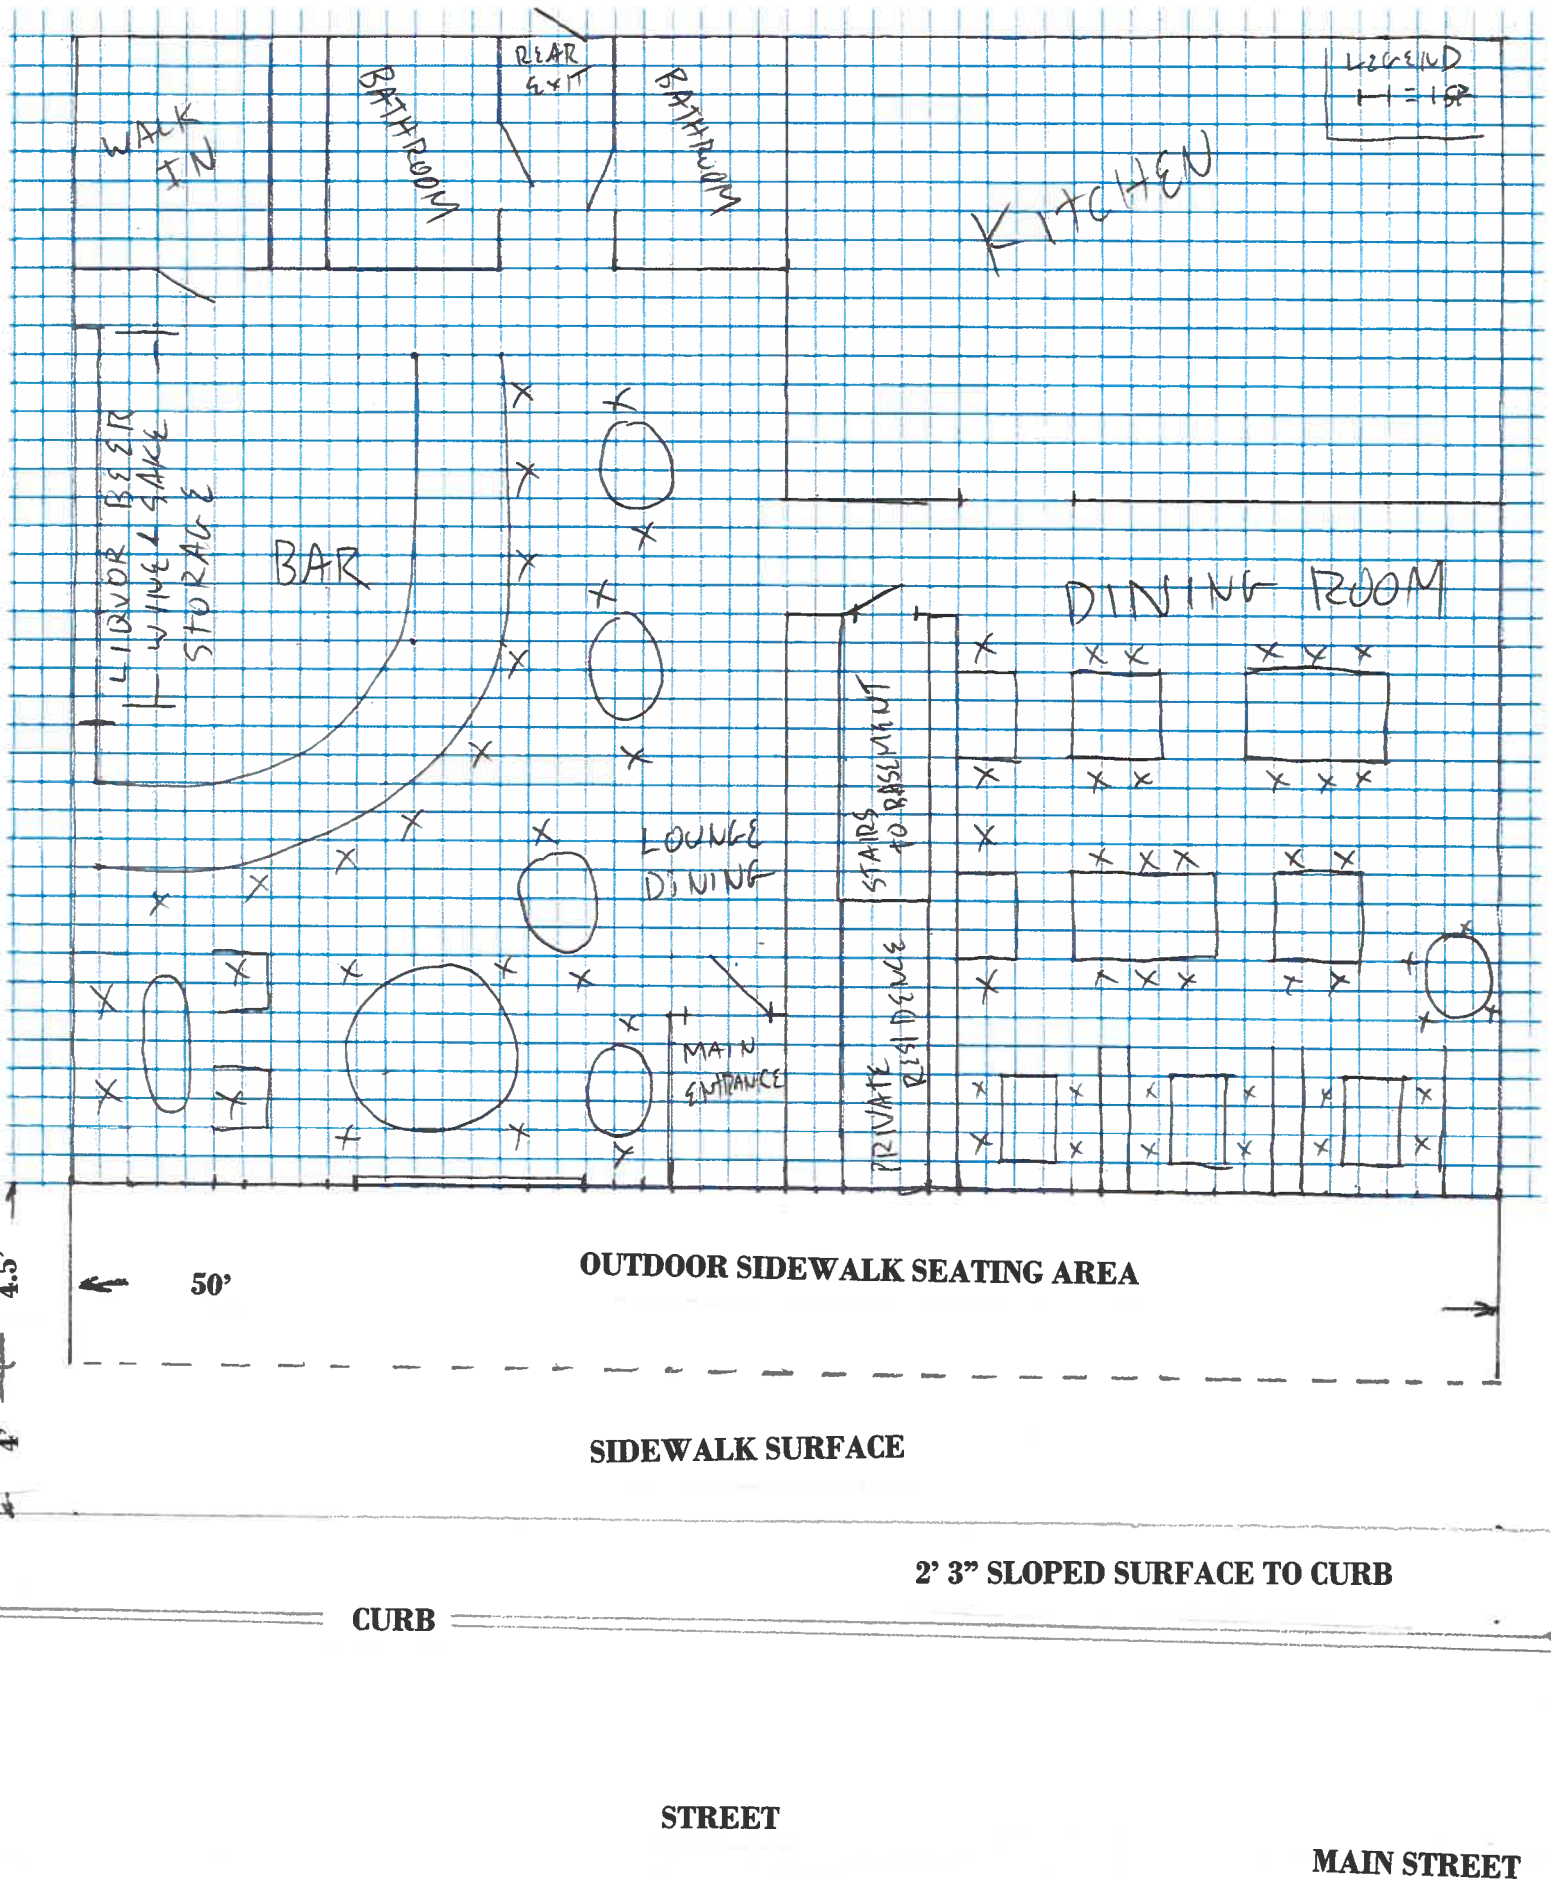 REAR
EXIT
LEGEND
= 1 SF
WALK
IN
BATHROOM
BATHROOM
KITCHEN
LIQUOR BEER
WINE & SAKE
STORAGE
BAR
DINING ROOM
STAIRS
TO BASEMENT
LOUNGE
DINING
PRIVATE
RESIDENCE
MAIN
ENTRANCE
4.5'
50’
OUTDOOR SIDEWALK SEATING AREA
4'
SIDEWALK SURFACE
2’ 3” SLOPED SURFACE TO CURB
CURB
STREET
MAIN STREET